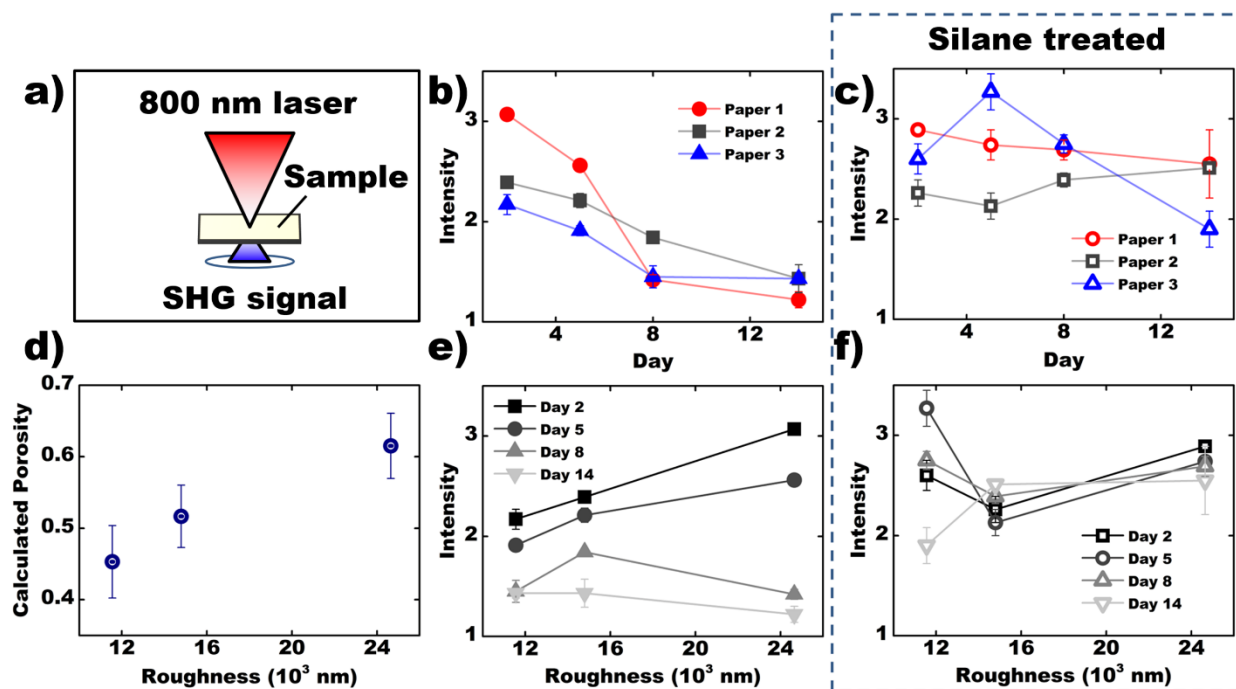 Silane treated
a)
800 nm laser
Sample
SHG signal
b)
Intensity
3
2
1
Paper 1
Paper 2
Paper 3
4
8
12
Day
c)
Intensity
3
2
1
Paper 1
Paper 2
Paper 3
4
8
12
Day
d)
Calculated Porosity
0.7
0.6
0.5
0.4
12
16
20
24
Roughness (10³ nm)
e)
Intensity
3
2
1
Day 2
Day 5
Day 8
Day 14
12
16
20
24
Roughness (10³ nm)
f)
Intensity
3
2
1
Day 2
Day 5
Day 8
Day 14
12
16
20
24
Roughness (10³ nm)